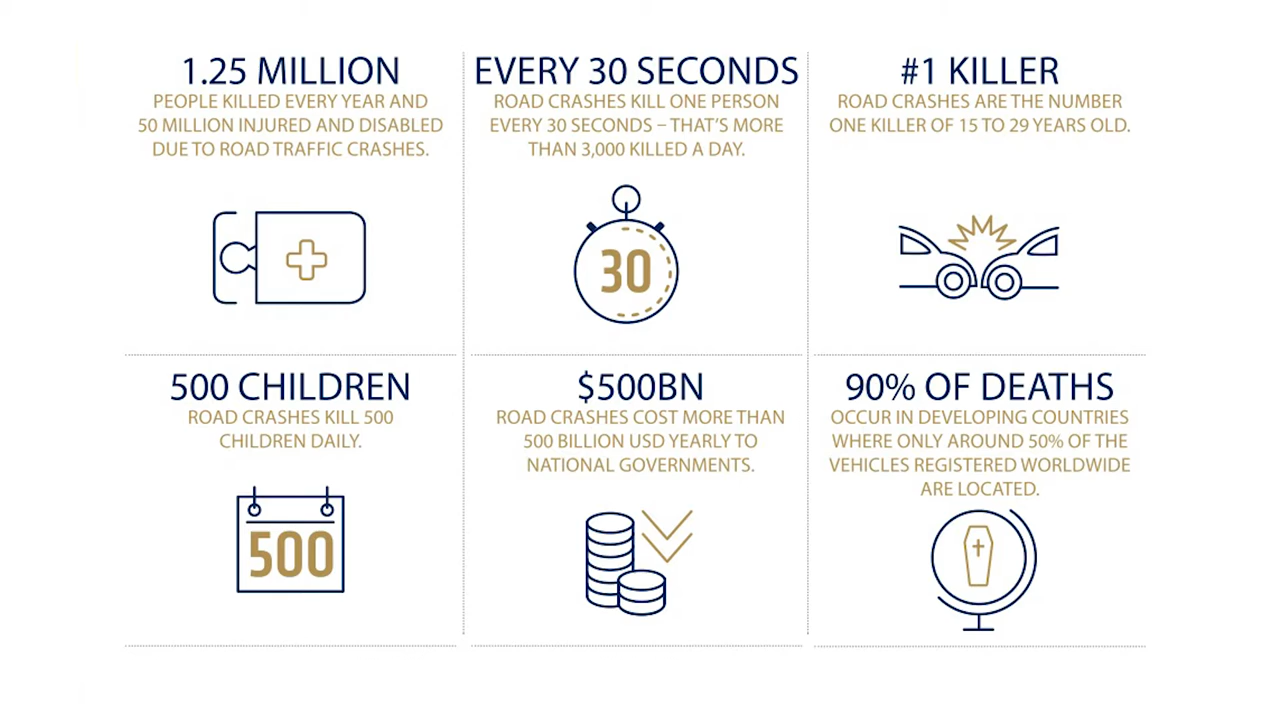 1.25 MILLION
PEOPLE KILLED EVERY YEAR AND
50 MILLION INJURED AND DISABLED
DUE TO ROAD TRAFFIC CRASHES.
EVERY 30 SECONDS
ROAD CRASHES KILL ONE PERSON
EVERY 30 SECONDS – THAT'S MORE
THAN 3,000 KILLED A DAY.
30
#1 KILLER
ROAD CRASHES ARE THE NUMBER
ONE KILLER OF 15 TO 29 YEARS OLD.
500 CHILDREN
ROAD CRASHES KILL 500
CHILDREN DAILY.
500
$500BN
ROAD CRASHES COST MORE THAN
500 BILLION USD YEARLY TO
NATIONAL GOVERNMENTS.
90% OF DEATHS
OCCUR IN DEVELOPING COUNTRIES
WHERE ONLY AROUND 50% OF THE
VEHICLES REGISTERED WORLDWIDE
ARE LOCATED.